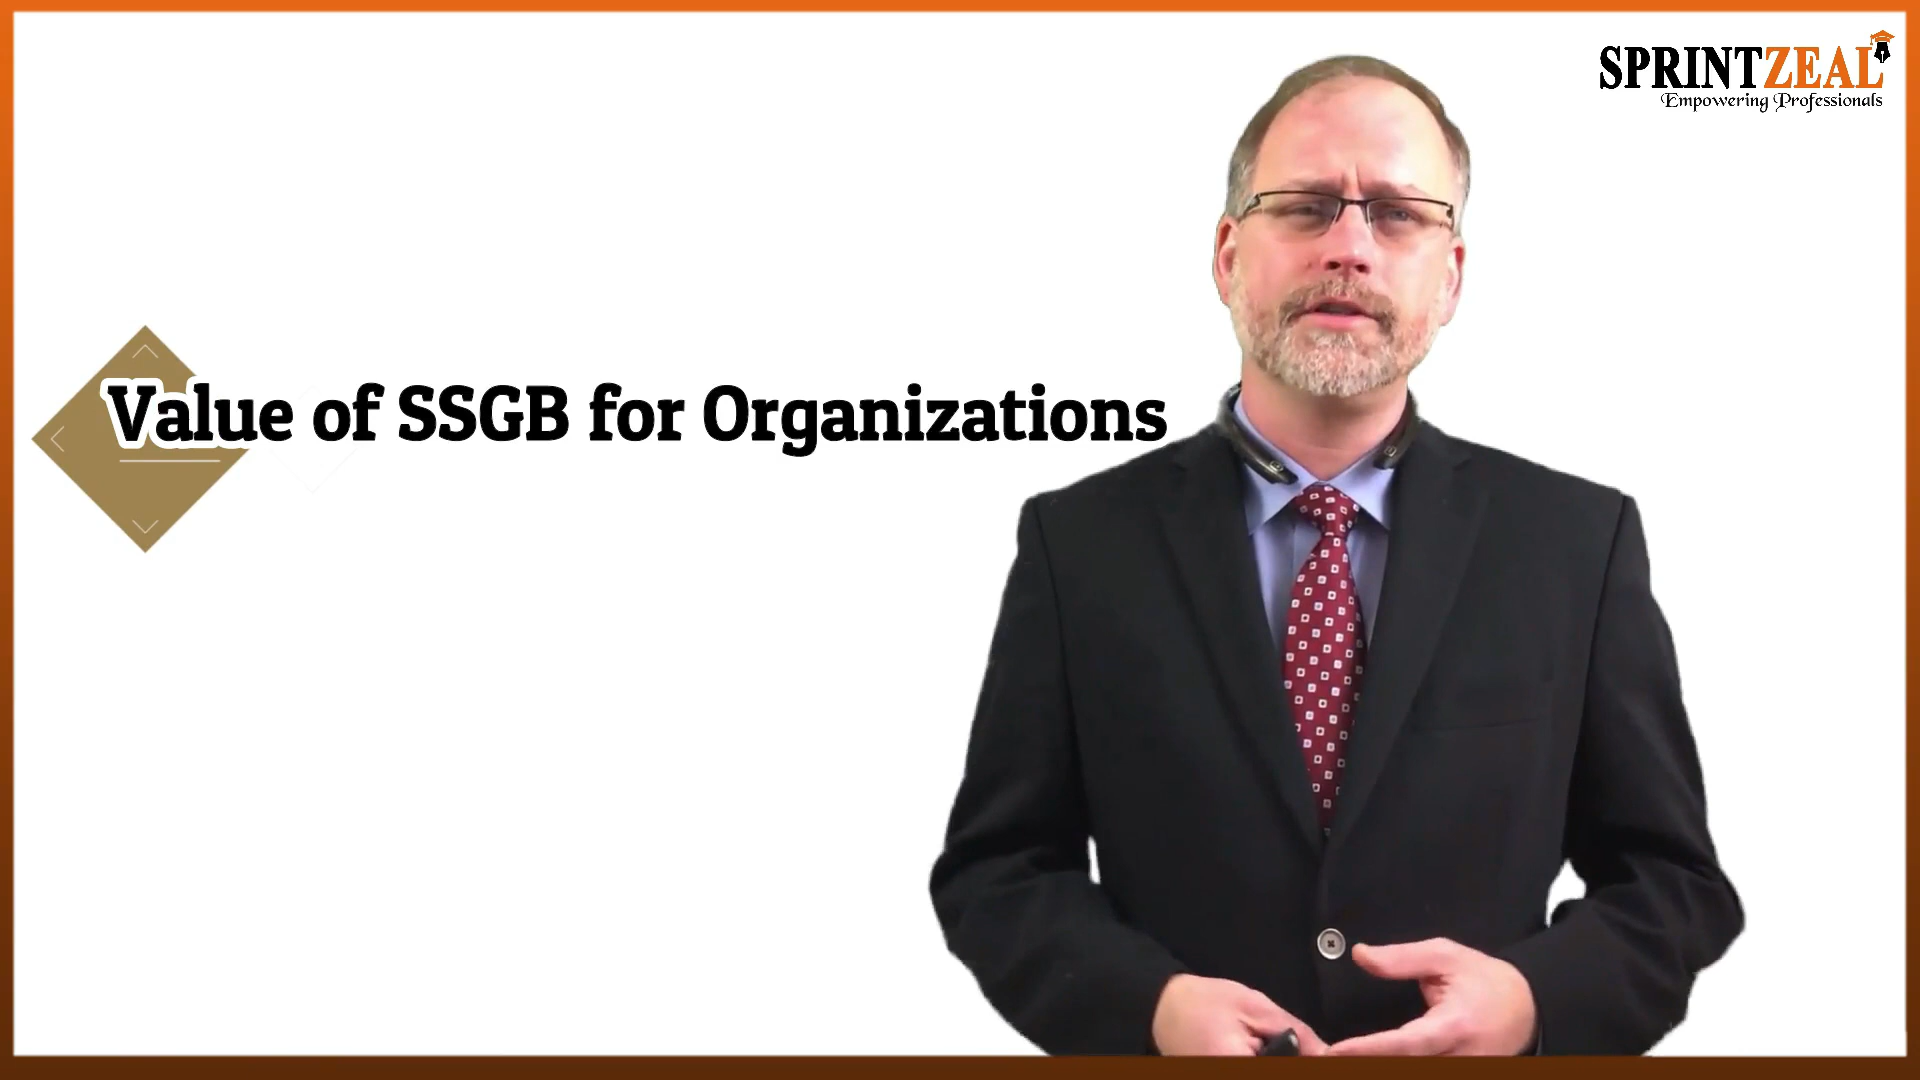 SPRINTZEAL
Empowering Professionals
Value of SSGB for Organizations